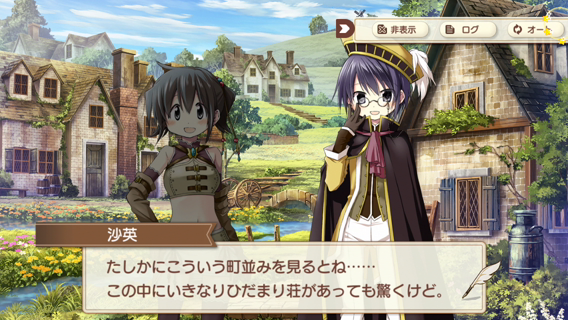 非表示
ログ
オート
沙英
たしかにこういう町並みを見るとね……
この中にいきなりひだまり荘があっても驚くけど。